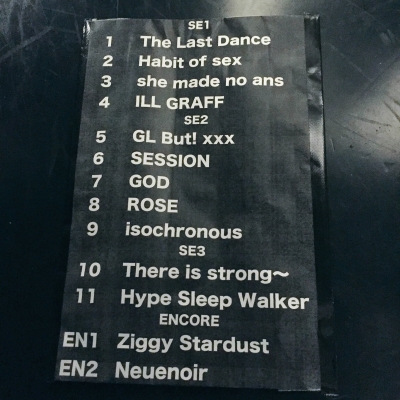 SE1
1 The Last Dance
2 Habit of sex
3 she made no ans
4 ILL GRAFF
SE2
5 GL But! xxx
6 SESSION
7 GOD
8 ROSE
9 isochronous
SE3
10 There is strong〜
11 Hype Sleep Walker
ENCORE
EN1 Ziggy Stardust
EN2 Neuenoir